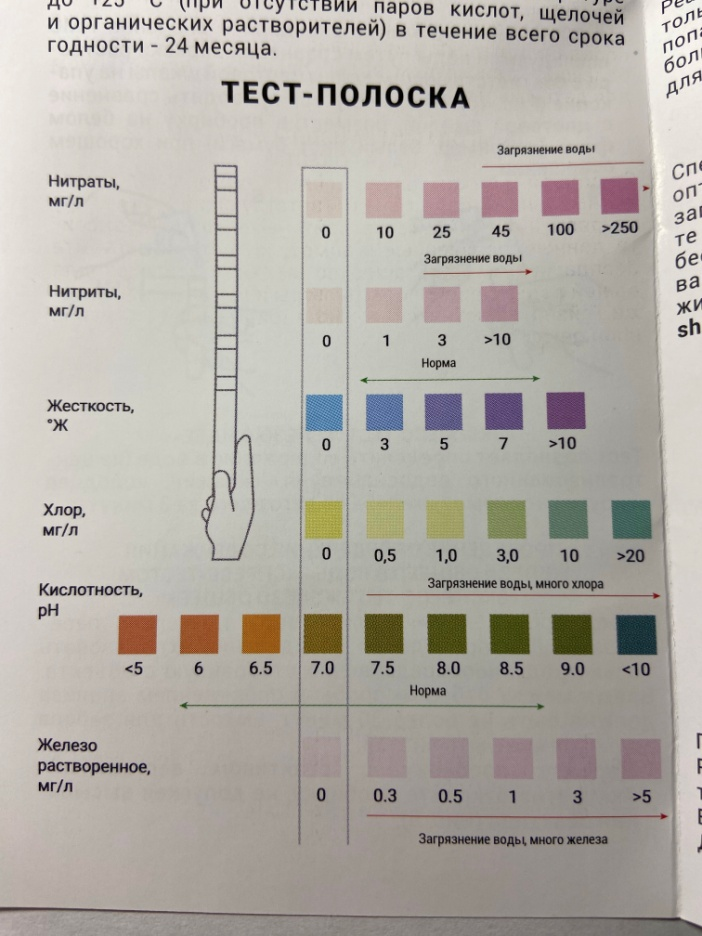 до +25 °С (при отсутствии паров кислот, щелочей
и органических растворителей) в течение всего срока
годности - 24 месяца.
ТЕСТ-ПОЛОСКА
Загрязнение воды
Нитраты,
мг/л
0 10 25 45 100 >250
Загрязнение воды
Нитриты,
мг/л
0 1 3 >10
Норма
Жесткость,
°Ж
0 3 5 7 >10
Хлор,
мг/л
0 0,5 1,0 3,0 10 >20
Загрязнение воды, много хлора
Кислотность,
pH
<5 6 6.5 7.0 7.5 8.0 8.5 9.0 <10
Норма
Железо
растворенное,
мг/л
0 0.3 0.5 1 3 >5
Загрязнение воды, много железа